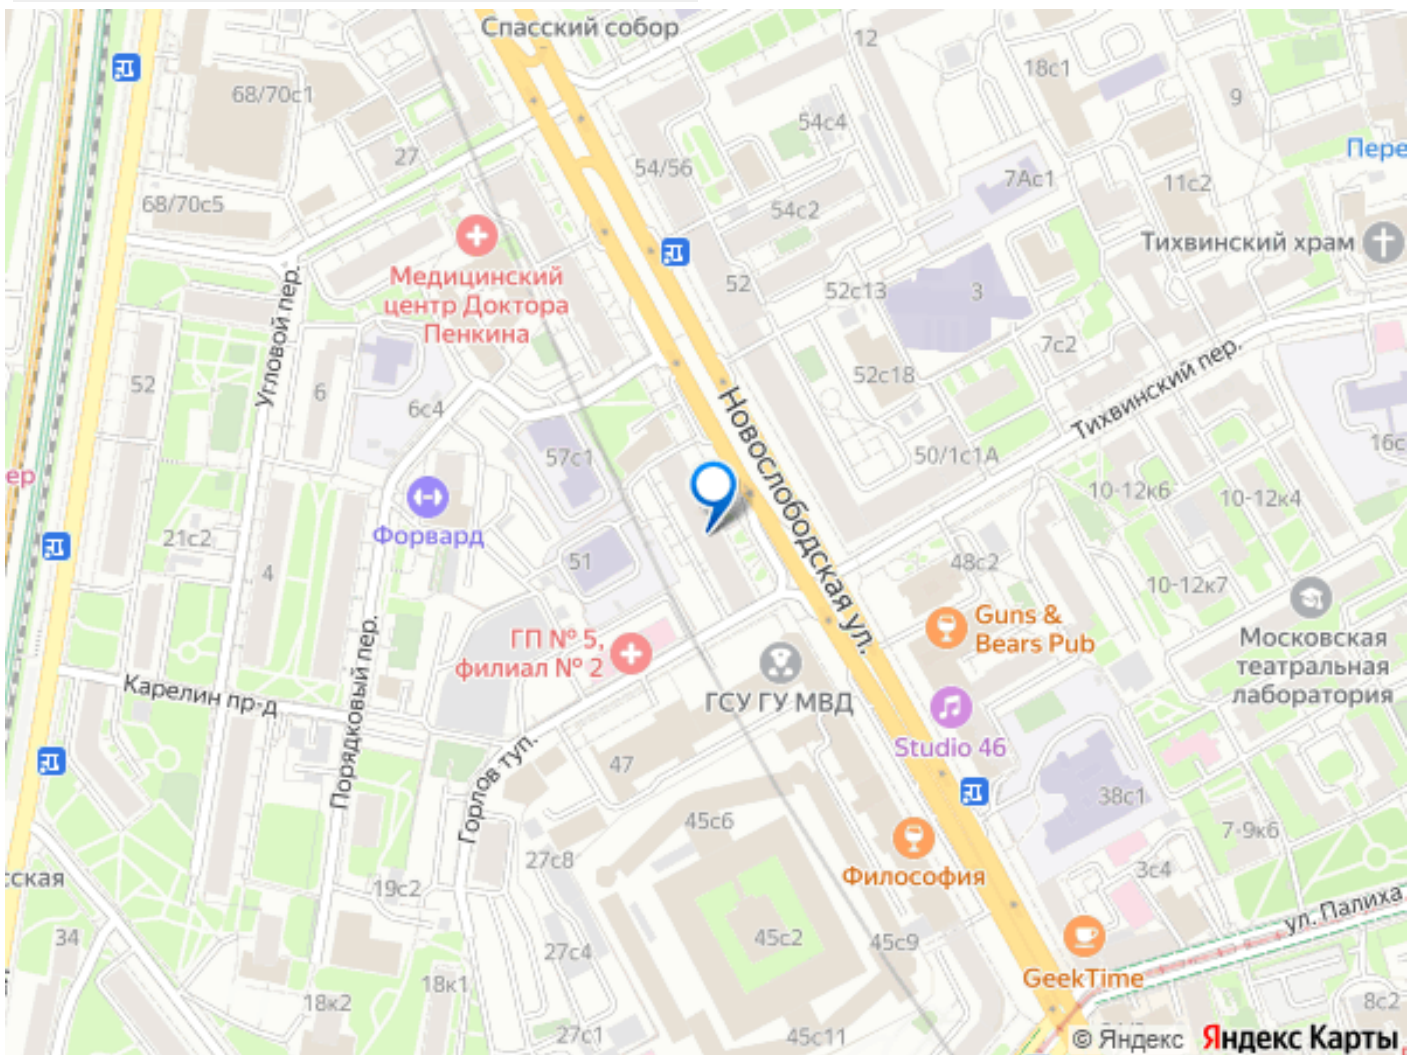 Спасский собор
12
18с1
68/70с1
9
54с4
27
54/56
Пере
7Ас1
11с2
68/70с5
54с2
Тихвинский храм
Медицинский
центр Доктора
Пенкина
52
52с13
3
Угловой пер.
7с2
52
6
6с4
52с18
Тихвинский пер.
Новослободская ул.
16с
57с1
50/1с1А
ер
10-12к6
10-12к4
Форвард
21с2
51
4
48с2
10-12к7
Guns &
Bears Pub
ГП № 5,
филиал № 2
Московская
театральная
лаборатория
Карелин пр-д
Порядковый пер.
ГСУ ГУ МВД
Studio 46
47
Горлов туп.
38с1
45с6
7-9к6
27с8
3с4
Философия
сская
19с2
ул. Палиха
34
45с2
45с9
27с4
GeekTime
18к1
18к2
8с2
27с1
45с11
© Яндекс Яндекс Карты